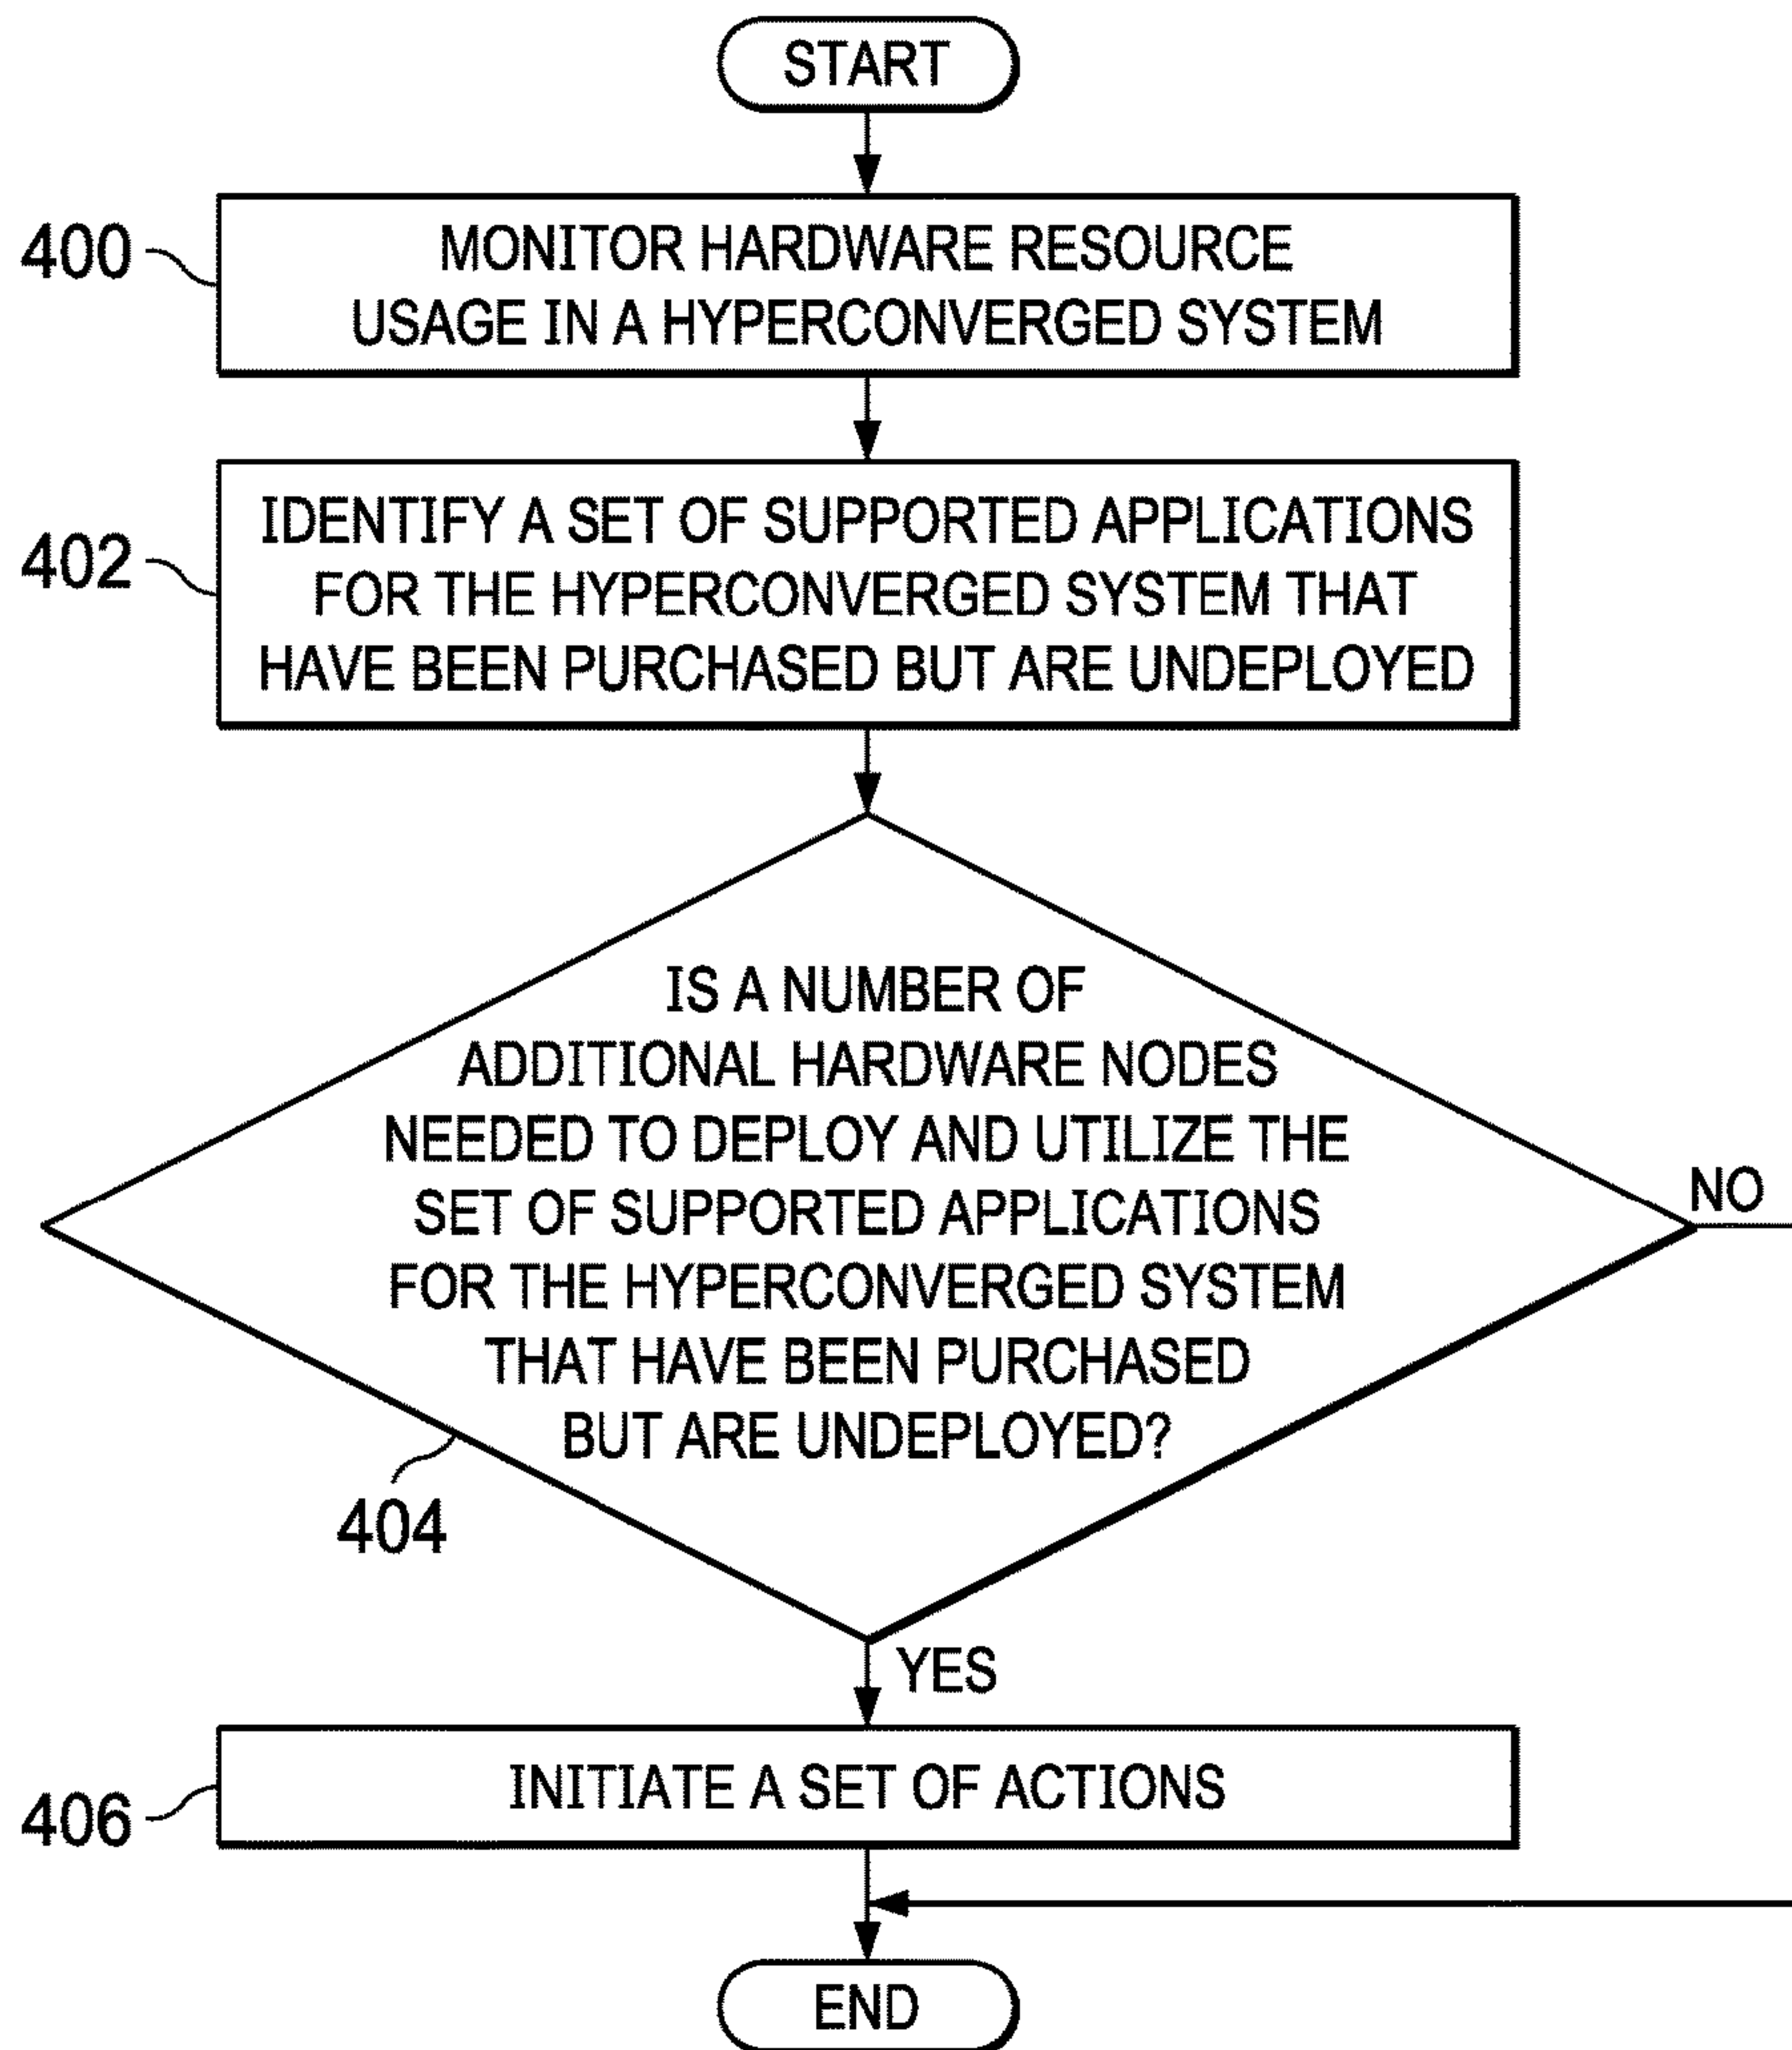 START
400
MONITOR HARDWARE RESOURCE
USAGE IN A HYPERCONVERGED SYSTEM
402
IDENTIFY A SET OF SUPPORTED APPLICATIONS
FOR THE HYPERCONVERGED SYSTEM THAT
HAVE BEEN PURCHASED BUT ARE UNDEPLOYED
IS A NUMBER OF
ADDITIONAL HARDWARE NODES
NEEDED TO DEPLOY AND UTILIZE THE
SET OF SUPPORTED APPLICATIONS
FOR THE HYPERCONVERGED SYSTEM
THAT HAVE BEEN PURCHASED
BUT ARE UNDEPLOYED?
NO
404
YES
406
INITIATE A SET OF ACTIONS
END